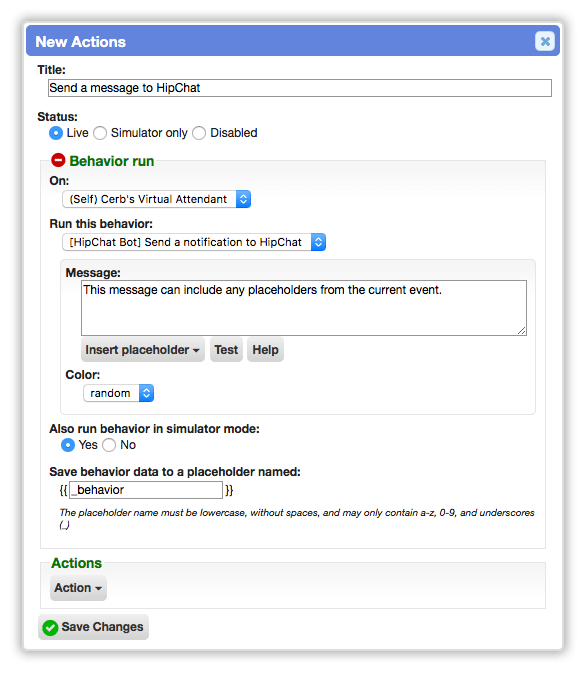 New Actions
Title:
Send a message to HipChat
Status:
Live Simulator only Disabled
Behavior run
On:
(Self) Cerb's Virtual Attendant
Run this behavior:
[HipChat Bot] Send a notification to HipChat
Message:
This message can include any placeholders from the current event.
Insert placeholder Test Help
Color:
random
Also run behavior in simulator mode:
Yes No
Save behavior data to a placeholder named:
{{ _behavior }}
The placeholder name must be lowercase, without spaces, and may only contain a-z, 0-9, and underscores
(_)
Actions
Action
Save Changes